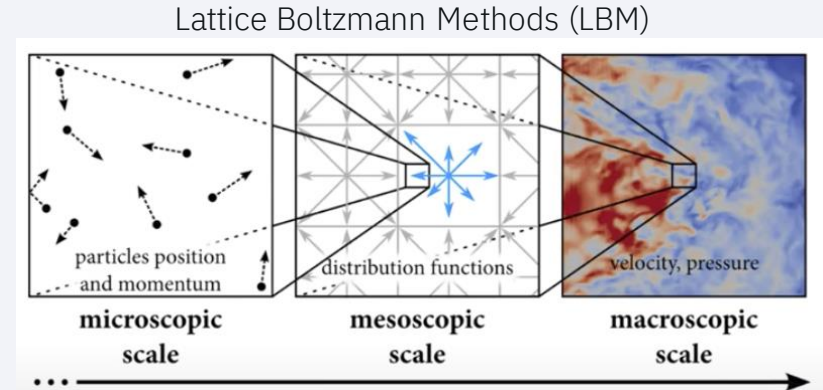 Lattice Boltzmann Methods (LBM)
particles position
and momentum
distribution functions
velocity, pressure
microscopic
scale
mesoscopic
scale
macroscopic
scale